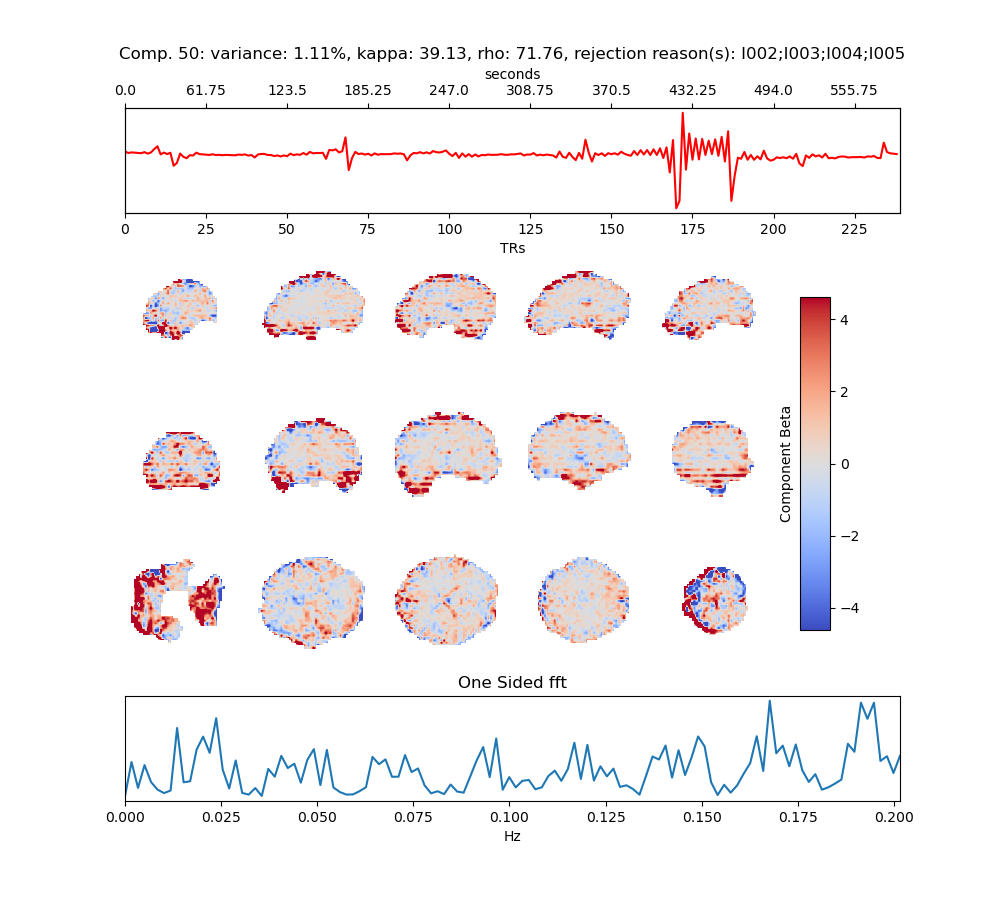 Comp. 50: variance: 1.11%, kappa: 39.13, rho: 71.76, rejection reason(s): I002;I003;I004;I005
seconds
0.0 61.75 123.5 185.25 247.0 308.75 370.5 432.25 494.0 555.75
0 25 50 75 100 125 150 175 200 225
TRs
4
2
0
−2
−4
Component Beta
One Sided fft
0.000 0.025 0.050 0.075 0.100 0.125 0.150 0.175 0.200
Hz